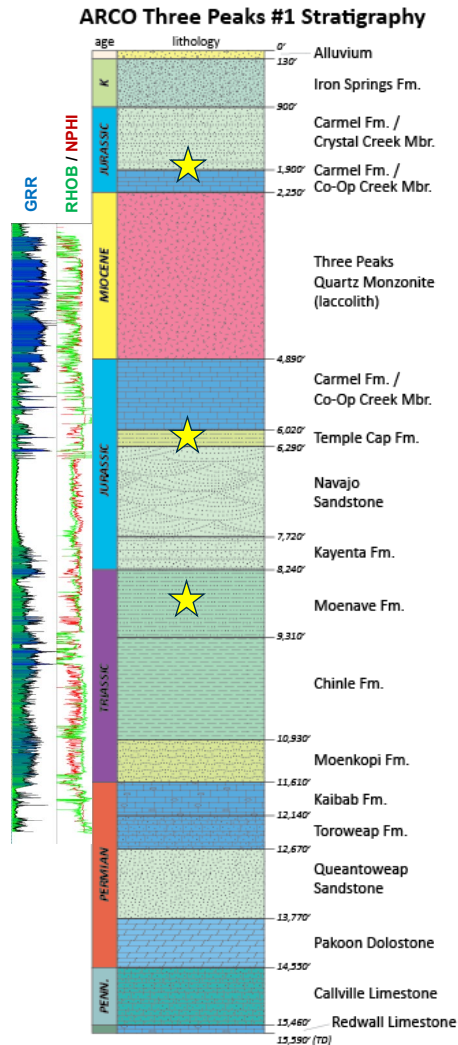 ARCO Three Peaks #1 Stratigraphy
age
lithology
0'
Alluvium
130'
K
Iron Springs Fm.
900'
JURASSIC
Carmel Fm. /
Crystal Creek Mbr.
1,900'
Carmel Fm. /
Co-Op Creek Mbr.
2,250'
GRR
RHOB / NPHI
MIOCENE
Three Peaks
Quartz Monzonite
(laccolith)
4,890'
JURASSIC
Carmel Fm. /
Co-Op Creek Mbr.
6,020'
Temple Cap Fm.
6,290'
Navajo
Sandstone
7,720'
Kayenta Fm.
8,240'
TRIASSIC
Moenave Fm.
9,310'
Chinle Fm.
10,930'
Moenkopi Fm.
11,610'
PERMIAN
Kaibab Fm.
12,140'
Toroweap Fm.
12,670'
Queantoweap
Sandstone
13,770'
Pakoon Dolostone
14,530'
PENN.
Callville Limestone
15,460'
Redwall Limestone
15,590' (TD)